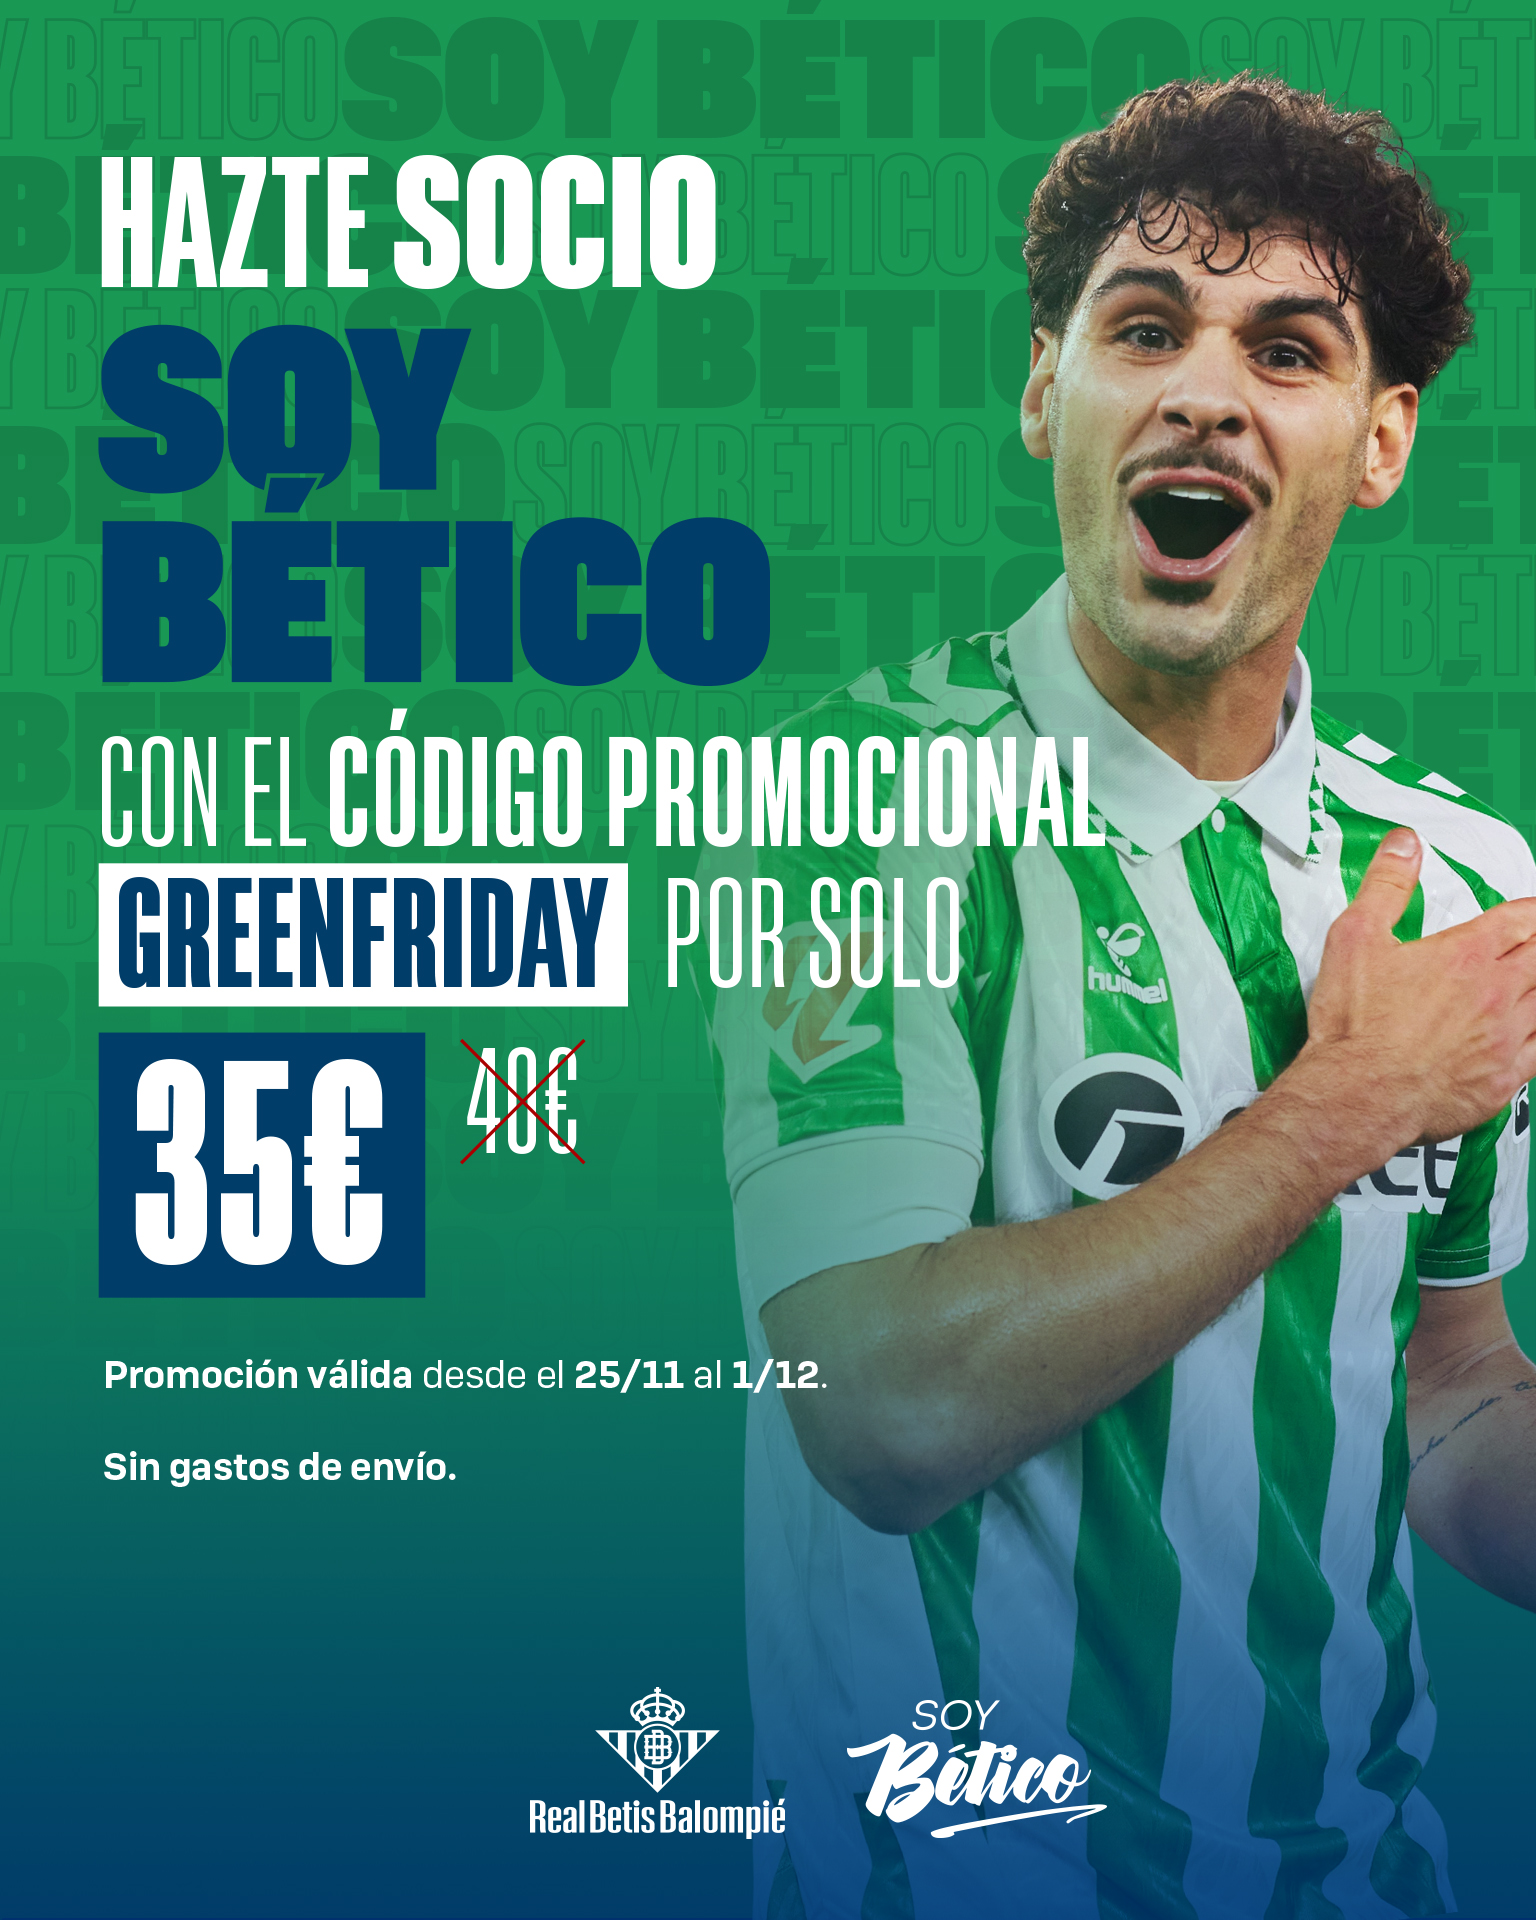 HAZTE SOCIO
SOY
BÉTICO
CON EL CÓDIGO PROMOCIONAL
GREENFRIDAY POR SOLO
35€ 40€
Promoción válida desde el 25/11 al 1/12.
Sin gastos de envío.
hummel
Real Betis Balompié
SOY
Bético